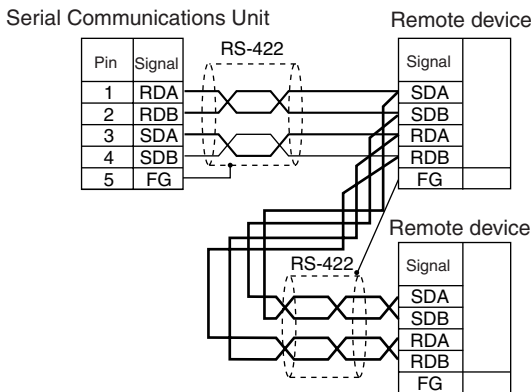 Serial Communications Unit
RS-422
Pin Signal
1 RDA
2 RDB
3 SDA
4 SDB
5 FG
Remote device
Signal
SDA
SDB
RDA
RDB
FG
Remote device
RS-422
Signal
SDA
SDB
RDA
RDB
FG